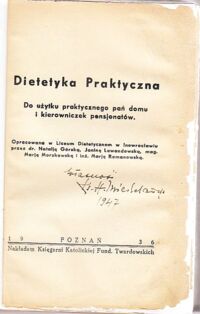 Dietetyka Praktyczna
Do użytku praktycznego pań domu
i kierowniczek pensjonatów.
Opracowana w Liceum Dietetycznem w Inowrocławiu
przez dr. Natalję Górską, Janinę Lewandowską, mag.
Marję Morzkowską i inż. Marję Romanowską.
1947
19 POZNAŃ 36
Nakładem Księgarni Katolickiej Fund. Twardowskich